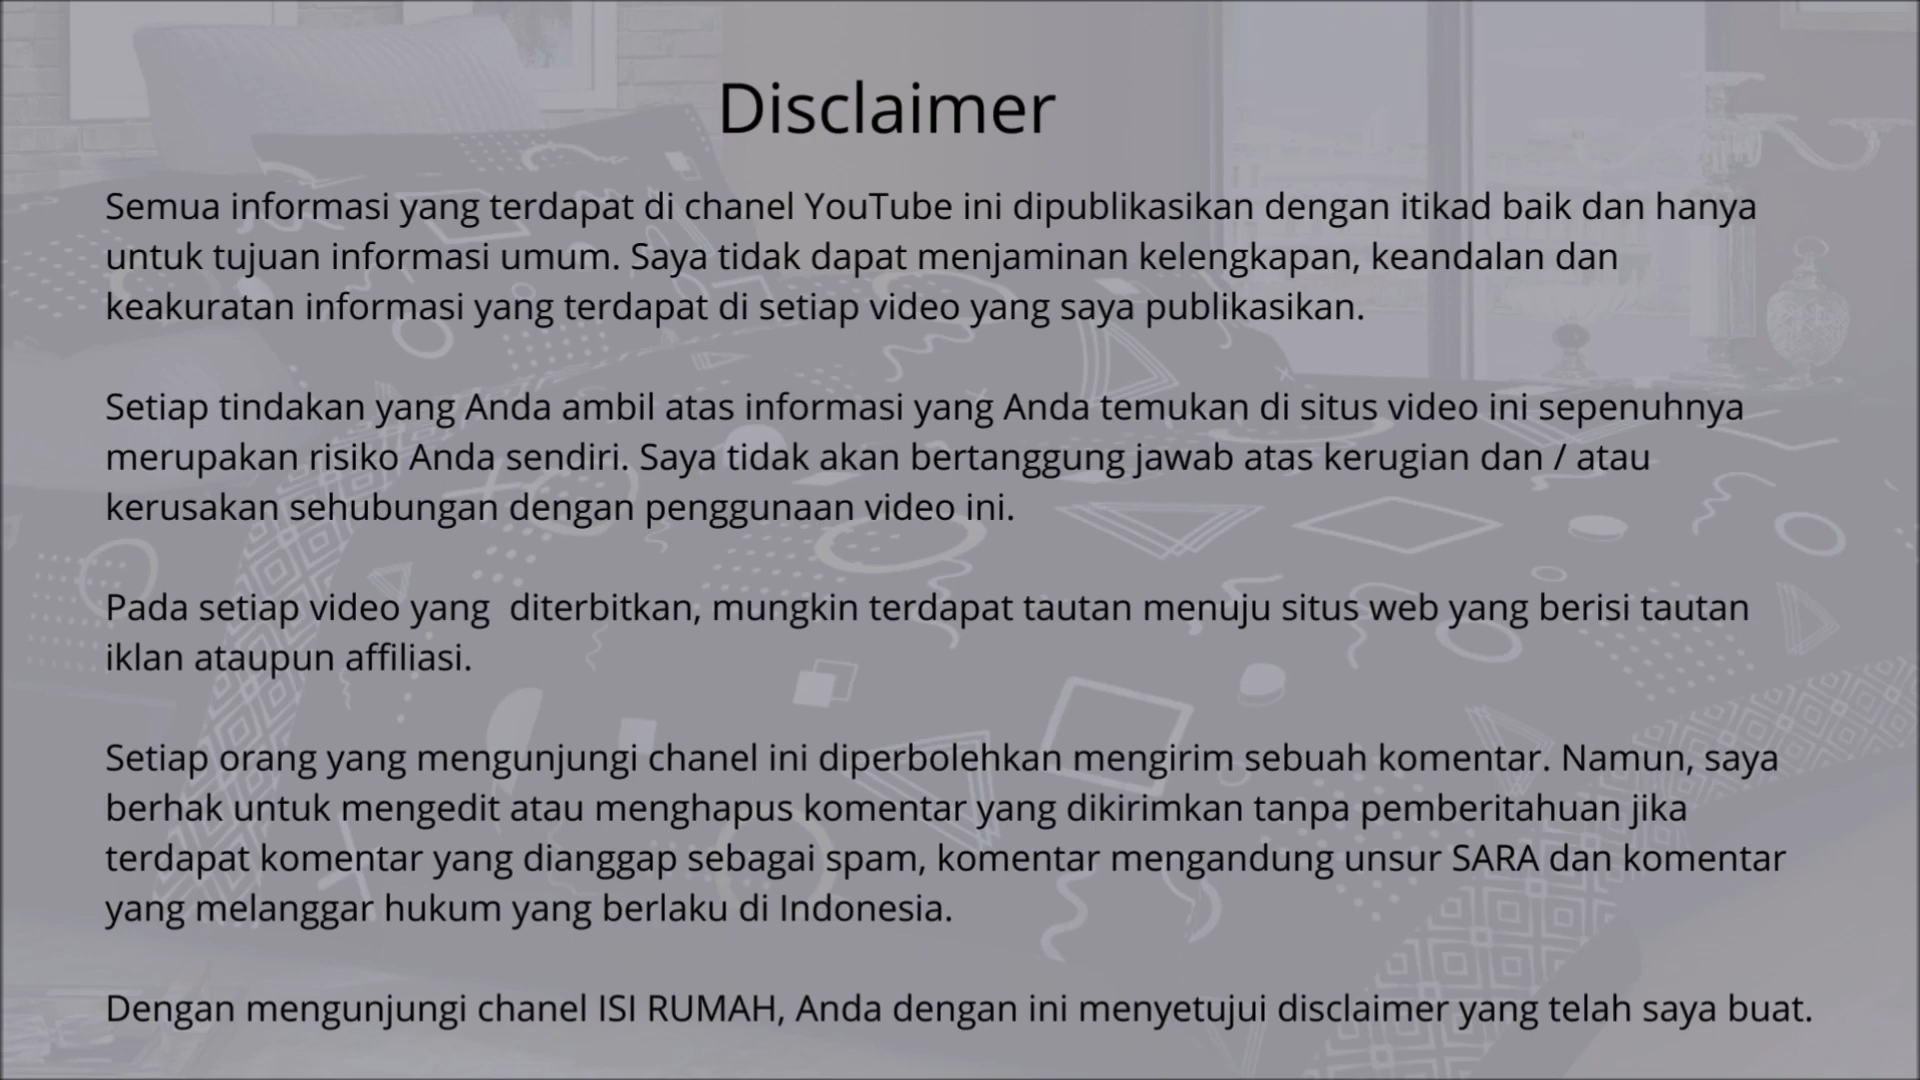 Disclaimer
Semua informasi yang terdapat di chanel YouTube ini dipublikasikan dengan itikad baik dan hanya
untuk tujuan informasi umum. Saya tidak dapat menjaminan kelengkapan, keandalan dan
keakuratan informasi yang terdapat di setiap video yang saya publikasikan.
Setiap tindakan yang Anda ambil atas informasi yang Anda temukan di situs video ini sepenuhnya
merupakan risiko Anda sendiri. Saya tidak akan bertanggung jawab atas kerugian dan / atau
kerusakan sehubungan dengan penggunaan video ini.
Pada setiap video yang  diterbitkan, mungkin terdapat tautan menuju situs web yang berisi tautan
iklan ataupun affiliasi.
Setiap orang yang mengunjungi chanel ini diperbolehkan mengirim sebuah komentar. Namun, saya
berhak untuk mengedit atau menghapus komentar yang dikirimkan tanpa pemberitahuan jika
terdapat komentar yang dianggap sebagai spam, komentar mengandung unsur SARA dan komentar
yang melanggar hukum yang berlaku di Indonesia.
Dengan mengunjungi chanel ISI RUMAH, Anda dengan ini menyetujui disclaimer yang telah saya buat.